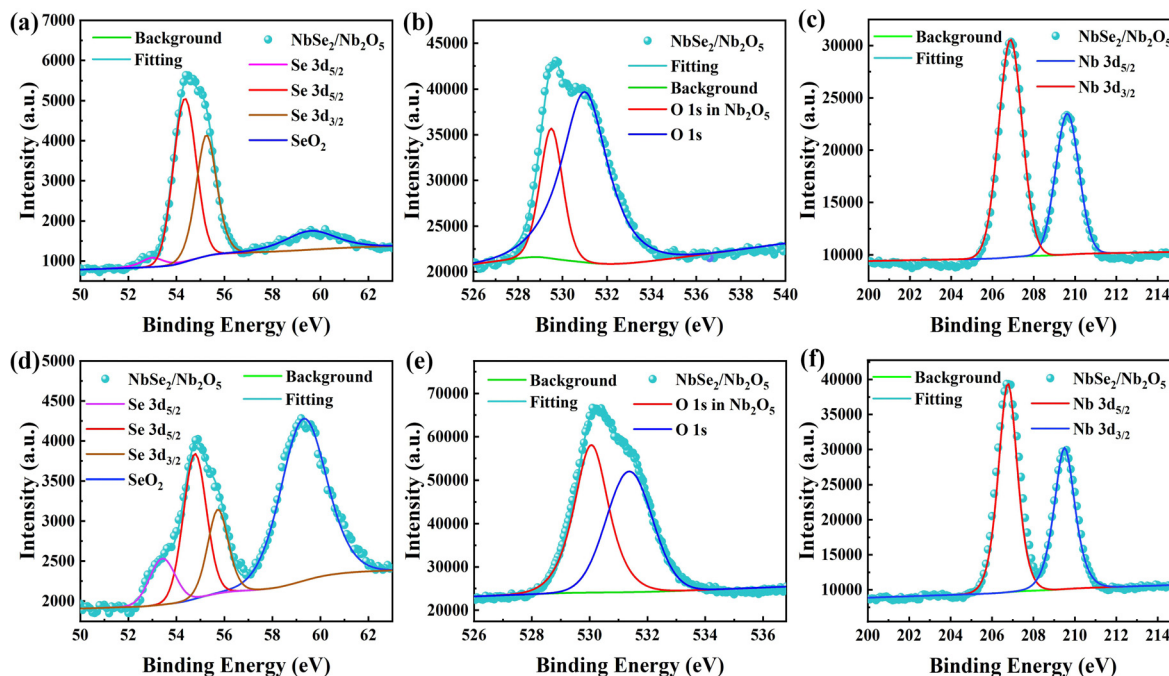 (a)
7000
6000
5000
4000
3000
2000
1000
Intensity (a.u.)
Background
Fitting
NbSe₂/Nb₂O₅
Se 3d₅/₂
Se 3d₅/₂
Se 3d₃/₂
SeO₂
50 52 54 56 58 60 62
Binding Energy (eV)
(b)
45000
40000
35000
30000
25000
20000
Intensity (a.u.)
NbSe₂/Nb₂O₅
Fitting
Background
O 1s in Nb₂O₅
O 1s
526 528 530 532 534 536 538 540
Binding Energy (eV)
(c)
30000
25000
20000
15000
10000
Intensity (a.u.)
Background
Fitting
NbSe₂/Nb₂O₅
Nb 3d₅/₂
Nb 3d₃/₂
200 202 204 206 208 210 212 214
Binding Energy (eV)
(d)
5000
4500
4000
3500
3000
2500
2000
Intensity (a.u.)
NbSe₂/Nb₂O₅
Se 3d₅/₂
Se 3d₅/₂
Se 3d₃/₂
SeO₂
Background
Fitting
50 52 54 56 58 60 62
Binding Energy (eV)
(e)
70000
60000
50000
40000
30000
20000
Intensity (a.u.)
Background
Fitting
NbSe₂/Nb₂O₅
O 1s in Nb₂O₅
O 1s
526 528 530 532 534 536
Binding Energy (eV)
(f)
40000
35000
30000
25000
20000
15000
10000
Intensity (a.u.)
Background
Fitting
NbSe₂/Nb₂O₅
Nb 3d₅/₂
Nb 3d₃/₂
200 202 204 206 208 210 212 214
Binding Energy (eV)